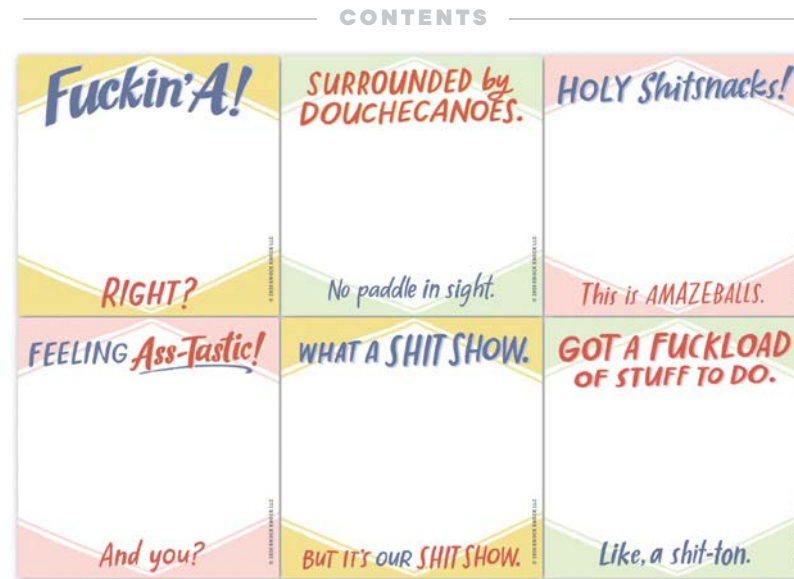 CONTENTS
Fuckin' A!
RIGHT?
SURROUNDED by
DOUCHECANOES.
No paddle in sight.
HOLY Shitsnacks!
This is AMAZEBALLS.
FEELING Ass-Tastic!
And you?
WHAT A SHIT SHOW.
BUT IT'S OUR SHIT SHOW.
GOT A FUCKLOAD
OF STUFF TO DO.
Like, a shit-ton.